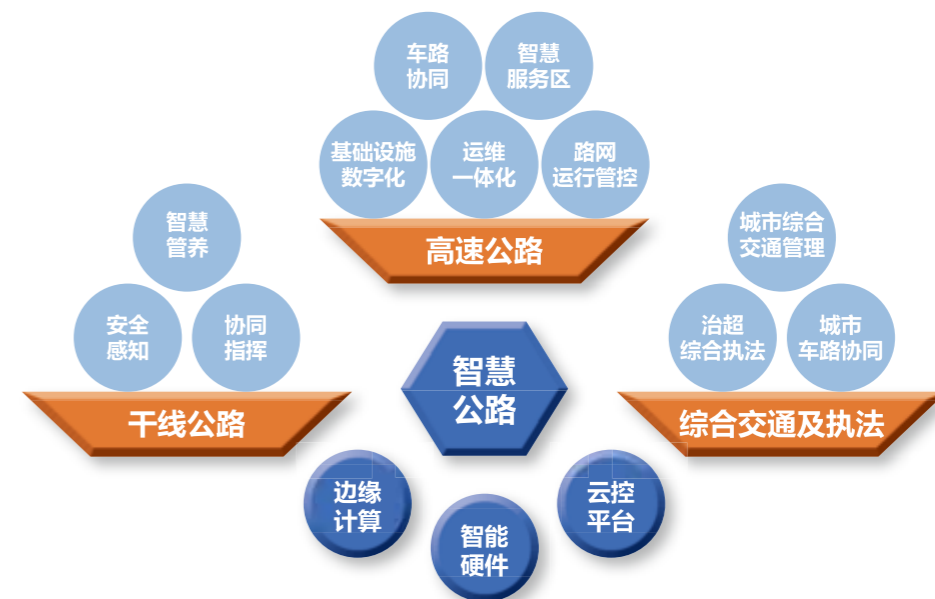 车路
协同
智慧
服务区
基础设施
数字化
运维
一体化
路网
运行管控
高速公路
智慧
管养
安全
感知
协同
指挥
干线公路
城市综合
交通管理
治超
综合执法
城市
车路协同
综合交通及执法
智慧
公路
边缘
计算
智能
硬件
云控
平台